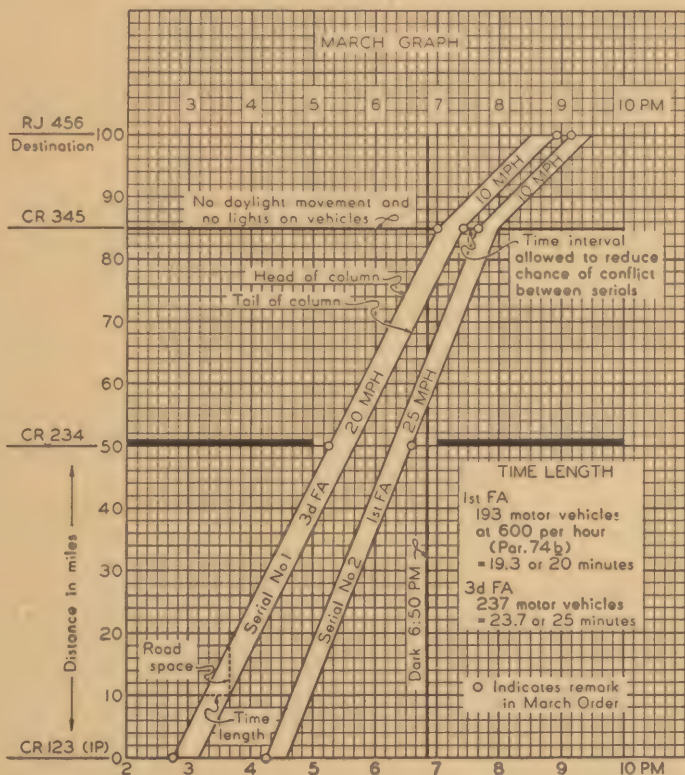 MARCH GRAPH
3 4 5 6 7 8 9 10 PM
RJ 456
Destination
100
90
No daylight movement and
no lights on vehicles
10 MPH
10 MPH
CR 345
80
Time interval
allowed to reduce
chance of conflict
between serials
Head of column
Tail of column
70
60
20 MPH
25 MPH
CR 234
50
3d FA
1st FA
TIME LENGTH
1st FA
193 motor vehicles
at 600 per hour
(Par. 74b)
= 19.3 or 20 minutes
3d FA
237 motor vehicles
= 23.7 or 25 minutes
40
Distance in miles
30
Serial No 1
Serial No 2
Dark 6:50 PM
20
Road
space
10
Time
length
O Indicates remark
in March Order
CR 123 (IP)
0
2 3 4 5 6 7 8 9 10 PM